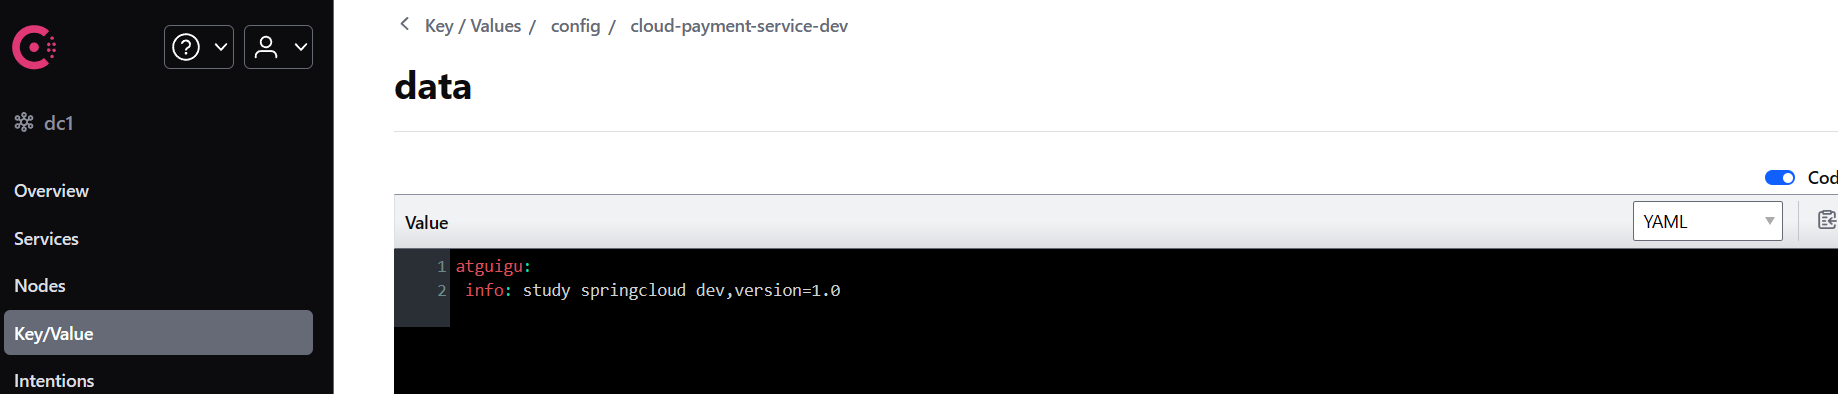 Key / Values / config / cloud-payment-service-dev
data
dc1
Overview
Services
Nodes
Key/Value
Intentions
Cod
Value
YAML
1 atguigu:
2 info: study springcloud dev,version=1.0